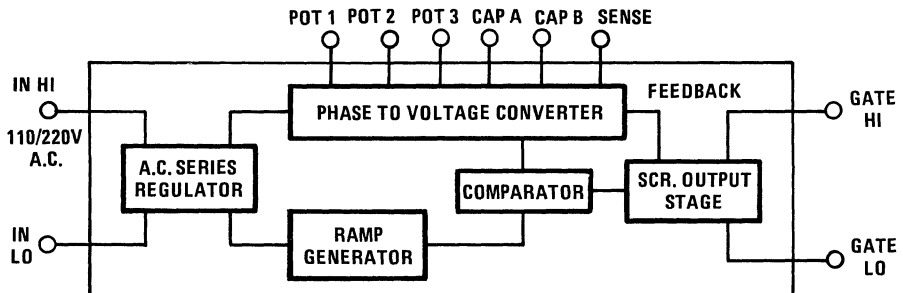 POT 1 POT 2 POT 3 CAP A CAP B SENSE
IN HI
110/220V
A.C.
PHASE TO VOLTAGE CONVERTER
FEEDBACK
GATE
HI
A.C. SERIES
REGULATOR
COMPARATOR
SCR. OUTPUT
STAGE
IN
LO
RAMP
GENERATOR
GATE
LO